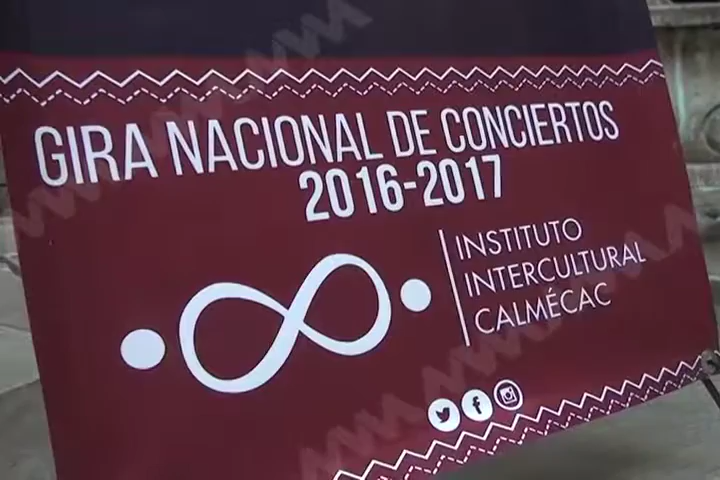 GIRA NACIONAL DE CONCIERTOS
2016-2017
INSTITUTO
INTERCULTURAL
CALMÉCAC